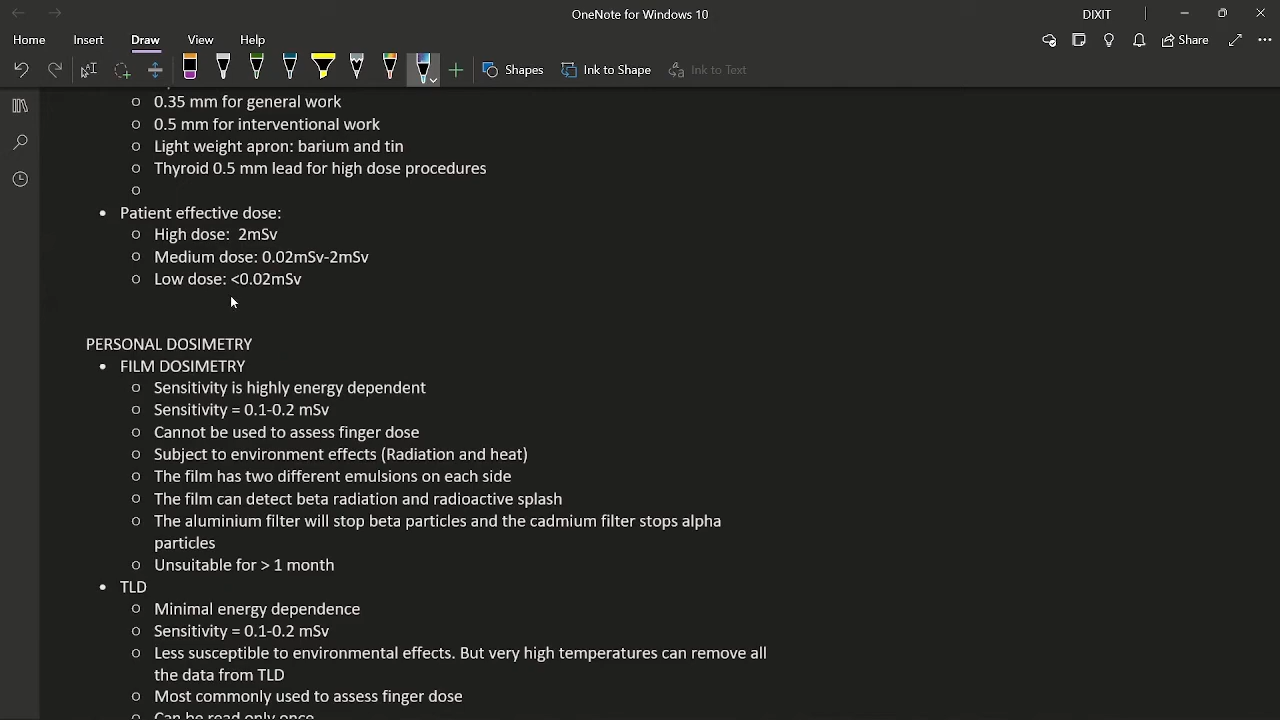 OneNote for Windows 10
DIXIT
Home Insert Draw View Help
Share
Shapes Ink to Shape Ink to Text
0.35 mm for general work
0.5 mm for interventional work
Light weight apron: barium and tin
Thyroid 0.5 mm lead for high dose procedures
Patient effective dose:
High dose: 2mSv
Medium dose: 0.02mSv-2mSv
Low dose: <0.02mSv
PERSONAL DOSIMETRY
FILM DOSIMETRY
Sensitivity is highly energy dependent
Sensitivity = 0.1-0.2 mSv
Cannot be used to assess finger dose
Subject to environment effects (Radiation and heat)
The film has two different emulsions on each side
The film can detect beta radiation and radioactive splash
The aluminium filter will stop beta particles and the cadmium filter stops alpha
particles
Unsuitable for > 1 month
TLD
Minimal energy dependence
Sensitivity = 0.1-0.2 mSv
Less susceptible to environmental effects. But very high temperatures can remove all
the data from TLD
Most commonly used to assess finger dose
Can be read only once